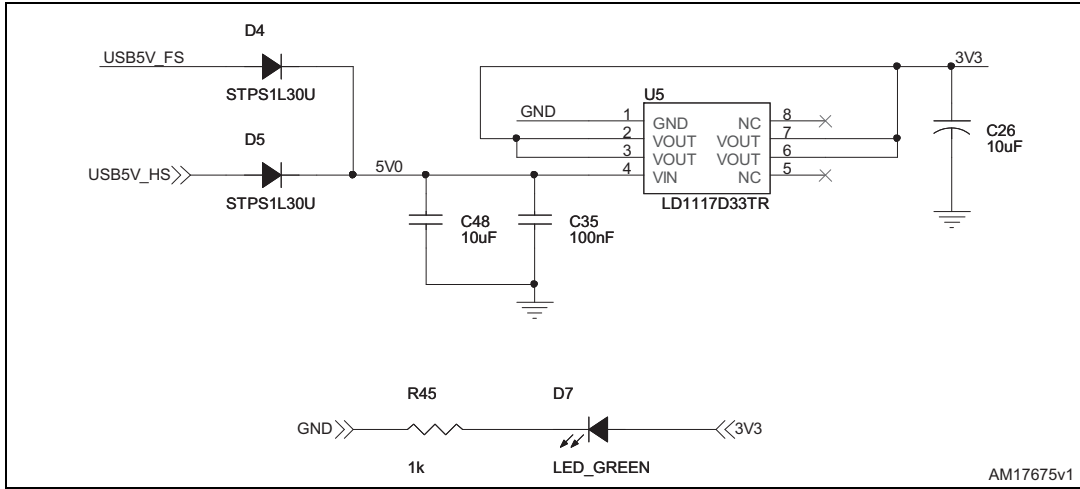 D4
USB5V_FS
STPS1L30U
3V3
U5
GND
1 GND NC 8
2 VOUT VOUT 7
3 VOUT VOUT 6
4 VIN NC 5
LD1117D33TR
C26
10uF
D5
USB5V_HS
STPS1L30U
5V0
C48
10uF
C35
100nF
R45
D7
GND
3V3
1k
LED_GREEN
AM17675v1